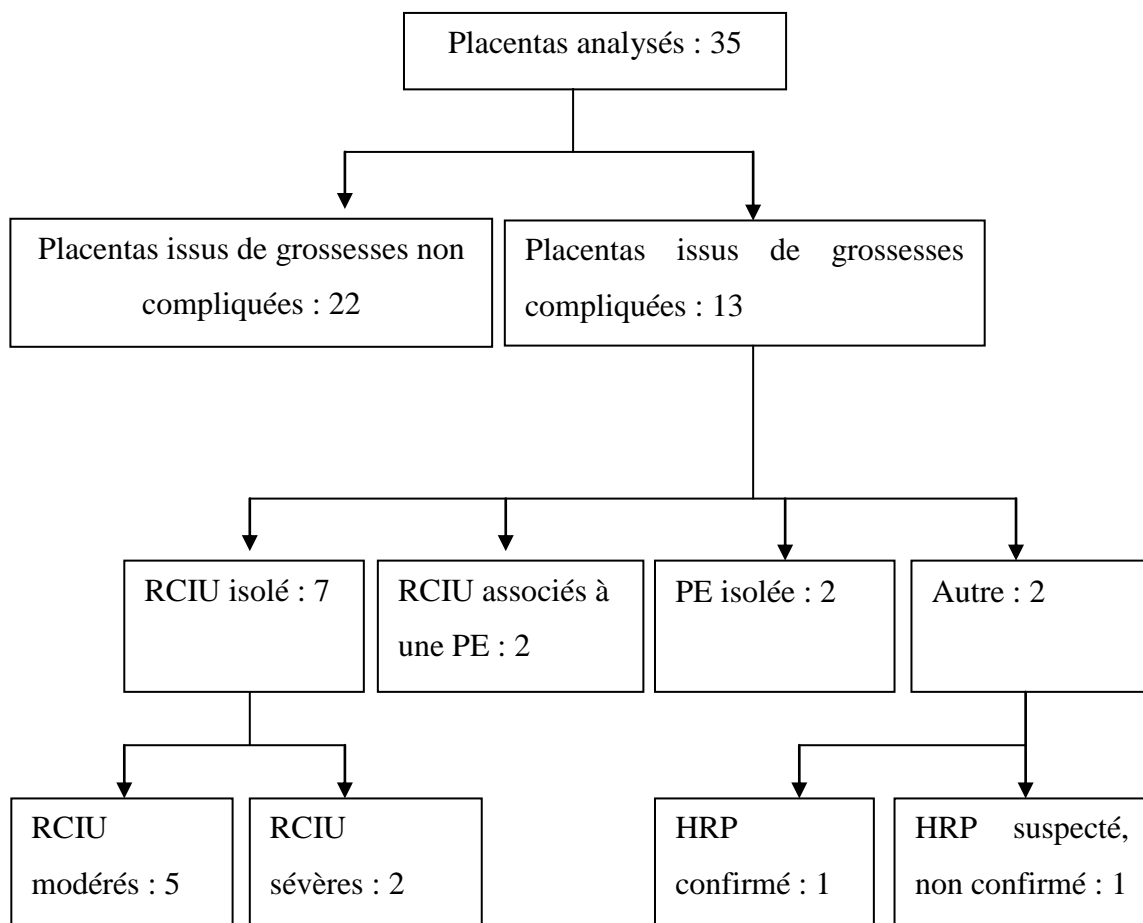 Placentas analysés : 35
Placentas issus de grossesses non
compliquées : 22
Placentas issus de grossesses
compliquées : 13
RCIU isolé : 7
RCIU associés à
une PE : 2
PE isolée : 2
Autre : 2
RCIU
modérés : 5
RCIU
sévères : 2
HRP
confirmé : 1
HRP suspecté,
non confirmé : 1